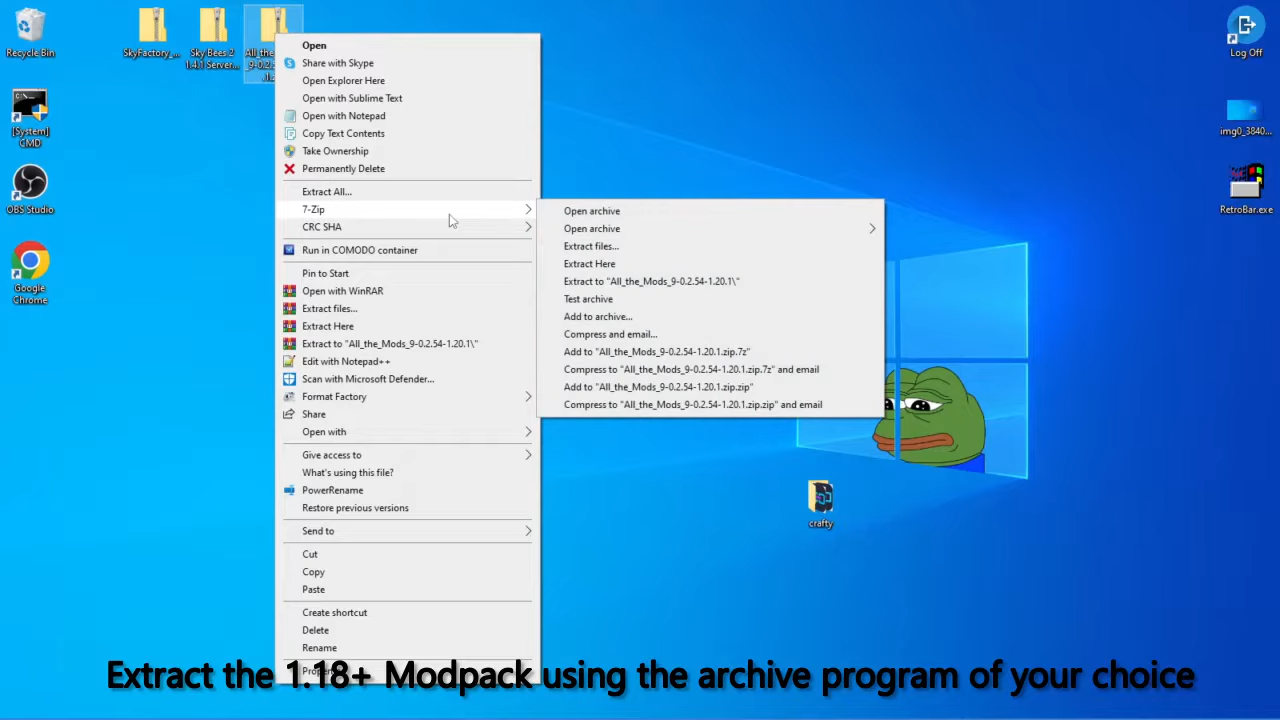 Recycle Bin
SkyFactory_...
Sky Bees 2
1.4.1 Server...
All_the_
_9-0.2.5
.1.
[System]
CMD
OBS Studio
Google
Chrome
Log Off
img0_3840...
RetroBar.exe
crafty
Open
Share with Skype
Open Explorer Here
Open with Sublime Text
Open with Notepad
Copy Text Contents
Take Ownership
Permanently Delete
Extract All...
7-Zip
CRC SHA
Run in COMODO container
Pin to Start
Open with WinRAR
Extract files...
Extract Here
Extract to "All_the_Mods_9-0.2.54-1.20.1\"
Edit with Notepad++
Scan with Microsoft Defender...
Format Factory
Share
Open with
Give access to
What's using this file?
PowerRename
Restore previous versions
Send to
Cut
Copy
Paste
Create shortcut
Delete
Rename
Open archive
Open archive
Extract files...
Extract Here
Extract to "All_the_Mods_9-0.2.54-1.20.1\"
Test archive
Add to archive...
Compress and email...
Add to "All_the_Mods_9-0.2.54-1.20.1.zip.7z"
Compress to "All_the_Mods_9-0.2.54-1.20.1.zip.7z" and email
Add to "All_the_Mods_9-0.2.54-1.20.1.zip.zip"
Compress to "All_the_Mods_9-0.2.54-1.20.1.zip.zip" and email
Extract the 1.18+ Modpack using the archive program of your choice